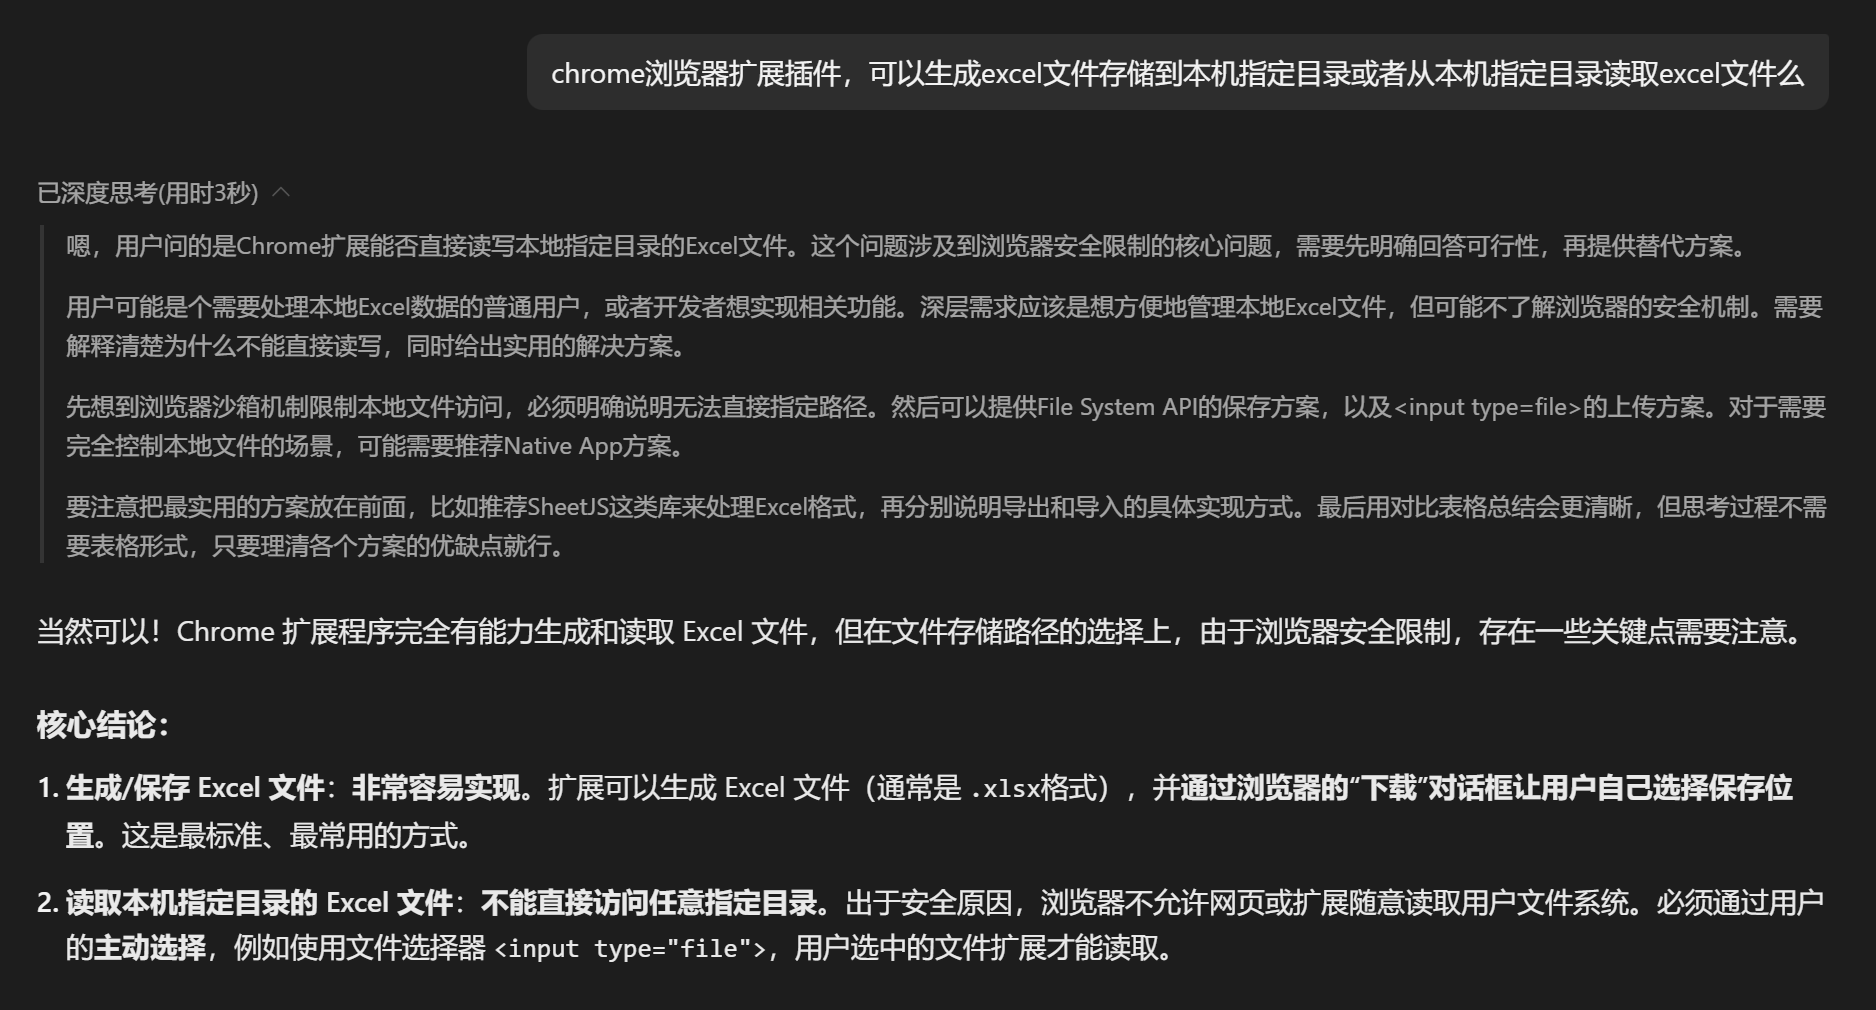 chrome浏览器扩展插件，可以生成excel文件存储到本机指定目录或者从本机指定目录读取excel文件么
已深度思考(用时3秒)
嗯，用户问的是Chrome扩展能否直接读写本地指定目录的Excel文件。这个问题涉及到浏览器安全限制的核心问题，需要先明确回答可行性，再提供替代方案。
用户可能是个需要处理本地Excel数据的普通用户，或者开发者想实现相关功能。深层需求应该是想方便地管理本地Excel文件，但可能不了解浏览器的安全机制。需要
解释清楚为什么不能直接读写，同时给出实用的解决方案。
先想到浏览器沙箱机制限制本地文件访问，必须明确说明无法直接指定路径。然后可以提供File System API的保存方案，以及<input type=file>的上传方案。对于需要
完全控制本地文件的场景，可能需要推荐Native App方案。
要注意把最实用的方案放在前面，比如推荐SheetJS这类库来处理Excel格式，再分别说明导出和导入的具体实现方式。最后用对比表格总结会更清晰，但思考过程不需
要表格形式，只要理清各个方案的优缺点就行。
当然可以！Chrome 扩展程序完全有能力生成和读取 Excel 文件，但在文件存储路径的选择上，由于浏览器安全限制，存在一些关键点需要注意。
核心结论：
1. 生成/保存 Excel 文件：非常容易实现。扩展可以生成 Excel 文件（通常是 .xlsx格式），并通过浏览器的“下载”对话框让用户自己选择保存位
置。这是最标准、最常用的方式。
2. 读取本机指定目录的 Excel 文件：不能直接访问任意指定目录。出于安全原因，浏览器不允许网页或扩展随意读取用户文件系统。必须通过用户
的主动选择，例如使用文件选择器 <input type="file">，用户选中的文件扩展才能读取。